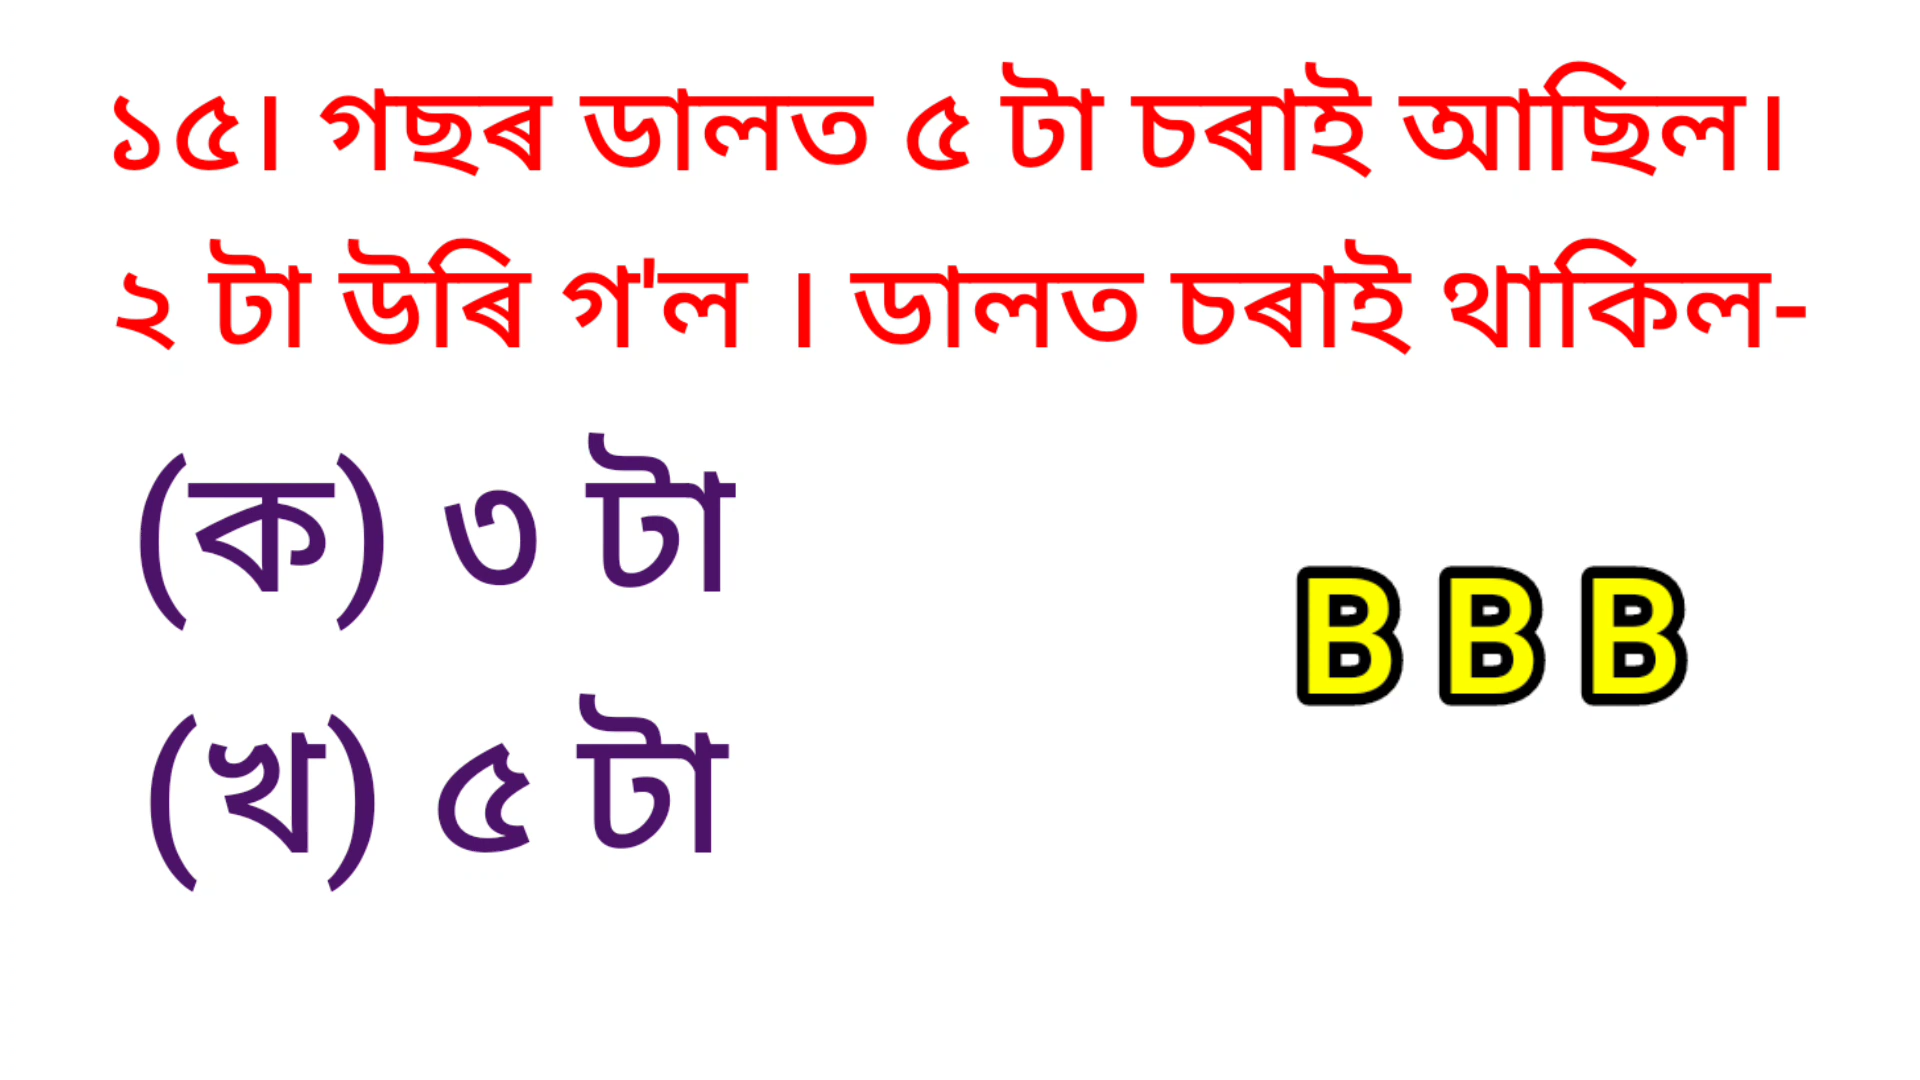 ১৫। গছৰ ডালত ৫ টা চৰাই আছিল।
২ টা উৰি গ'ল । ডালত চৰাই থাকিল-
(ক) ৩ টা
B B B
(খ) ৫ টা